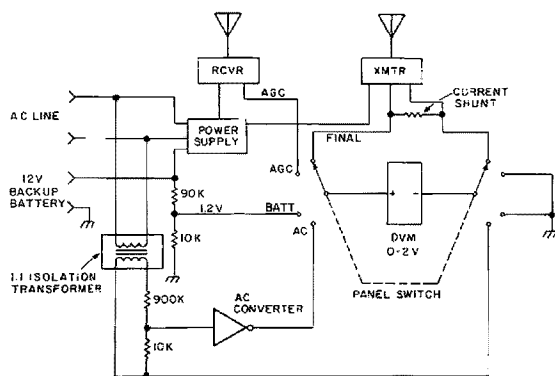 RCVR
XMTR
AGC
CURRENT
SHUNT
AC LINE
POWER
SUPPLY
FINAL
12V
BACKUP
BATTERY
90K
AGC
1.2V
BATT
+
-
AC
DVM
0-2V
10K
1:1 ISOLATION
TRANSFORMER
PANEL SWITCH
900K
AC
CONVERTER
10K